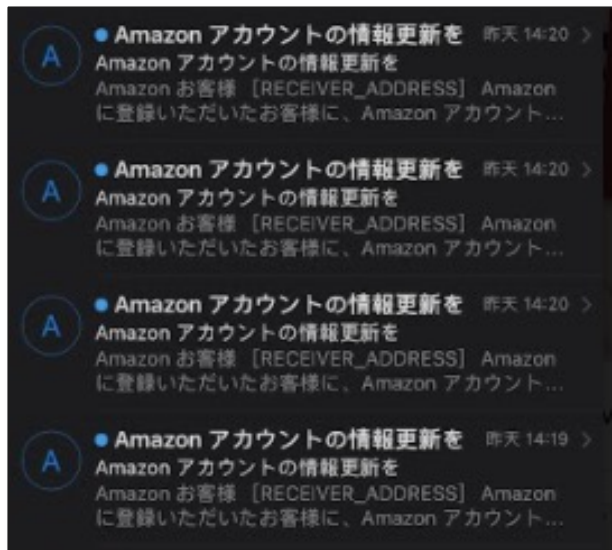 A
Amazon アカウントの情報更新を 昨天 14:20
Amazon アカウントの情報更新を
Amazon お客様 [RECEIVER_ADDRESS] Amazon
に登録いただいたお客様に、Amazon アカウント...
A
Amazon アカウントの情報更新を 昨天 14:20
Amazon アカウントの情報更新を
Amazon お客様 [RECEIVER_ADDRESS] Amazon
に登録いただいたお客様に、Amazon アカウント...
A
Amazon アカウントの情報更新を 昨天 14:20
Amazon アカウントの情報更新を
Amazon お客様 [RECEIVER_ADDRESS] Amazon
に登録いただいたお客様に、Amazon アカウント...
A
Amazon アカウントの情報更新を 昨天 14:19
Amazon アカウントの情報更新を
Amazon お客様 [RECEIVER_ADDRESS] Amazon
に登録いただいたお客様に、Amazon アカウント...